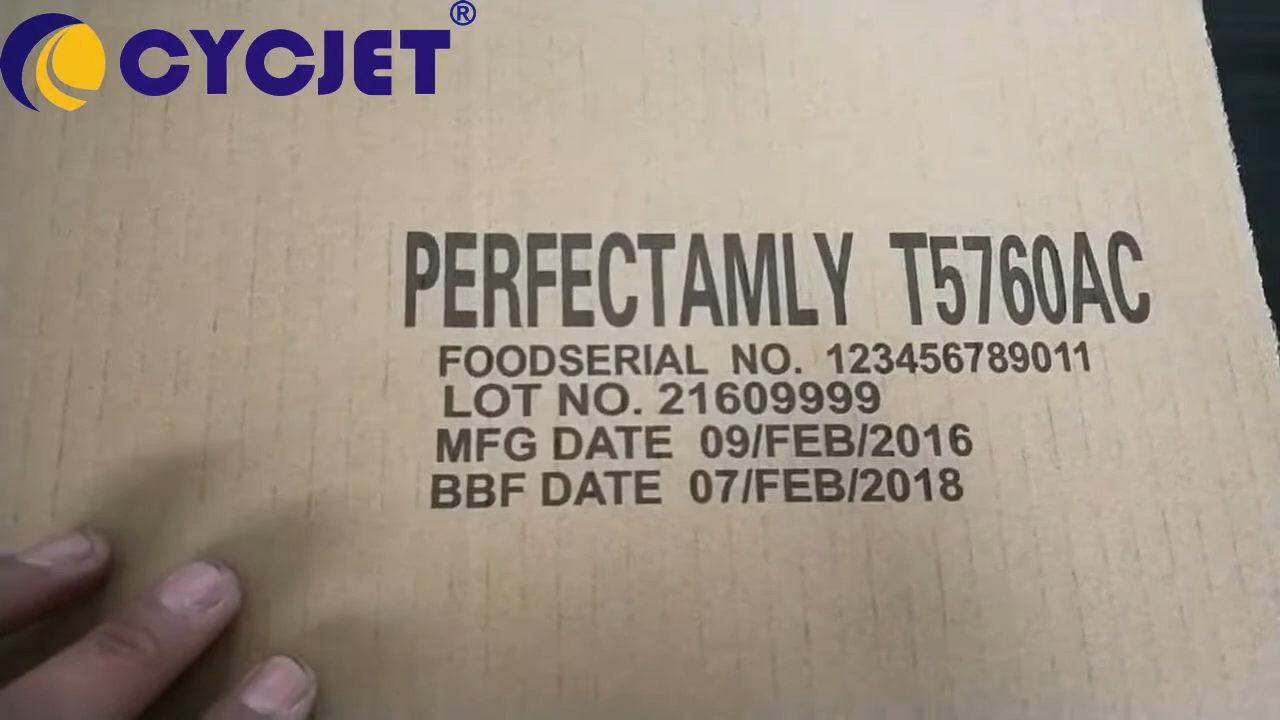 CYCJET®
PERFECTAMLY T5760AC
FOODSERIAL NO. 123456789011
LOT NO. 21609999
MFG DATE 09/FEB/2016
BBF DATE 07/FEB/2018